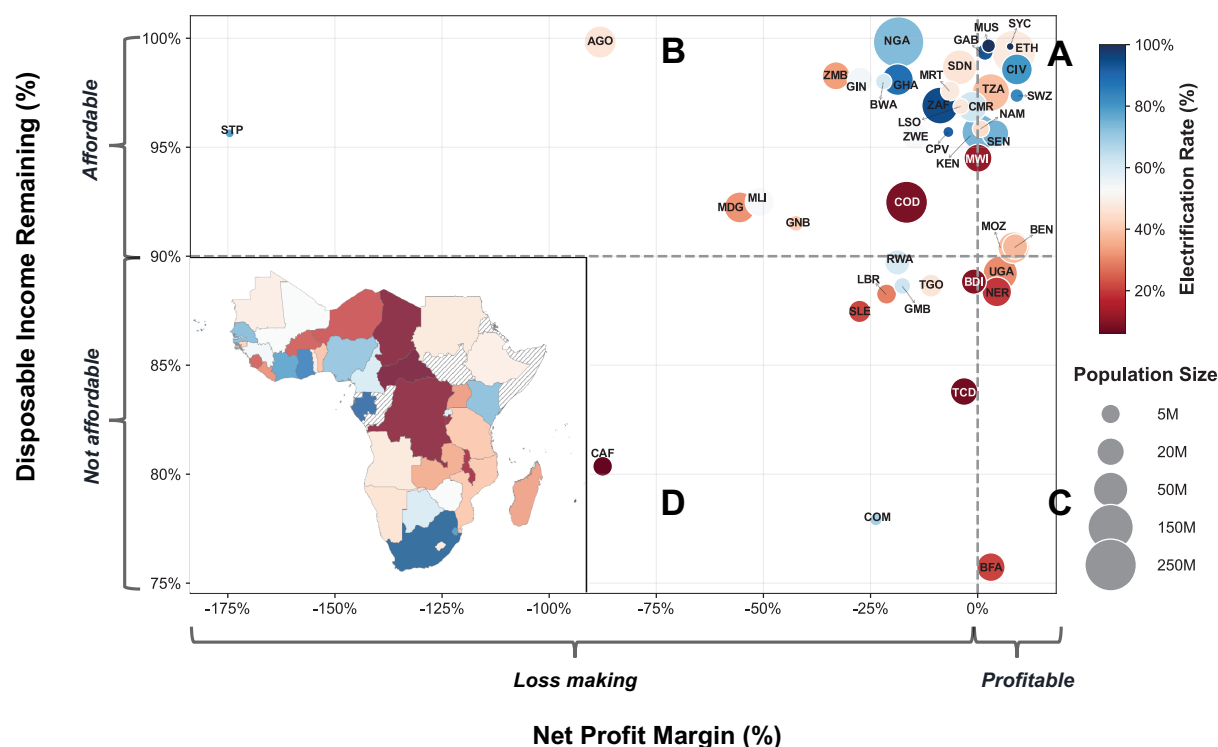 Disposable Income Remaining (%)
Affordable
Not affordable
100%
95%
90%
85%
80%
75%
B
A
D
C
AGO
NGA
MUS
SYC
GAB
ETH
ZMB
GIN
BWA
GHA
MRT
SDN
CIV
TZA
SWZ
STP
LSO
ZAF
CMR
NAM
ZWE
CPV
KEN
SEN
MWI
MDG
MLI
GNB
COD
MOZ
BEN
RWA
LBR
TGO
GMB
SLE
BDI
UGA
NER
TCD
CAF
COM
BFA
-175%
-150%
-125%
-100%
-75%
-50%
-25%
0%
Loss making
Profitable
Net Profit Margin (%)
100%
80%
60%
40%
20%
Electrification Rate (%)
Population Size
5M
20M
50M
150M
250M